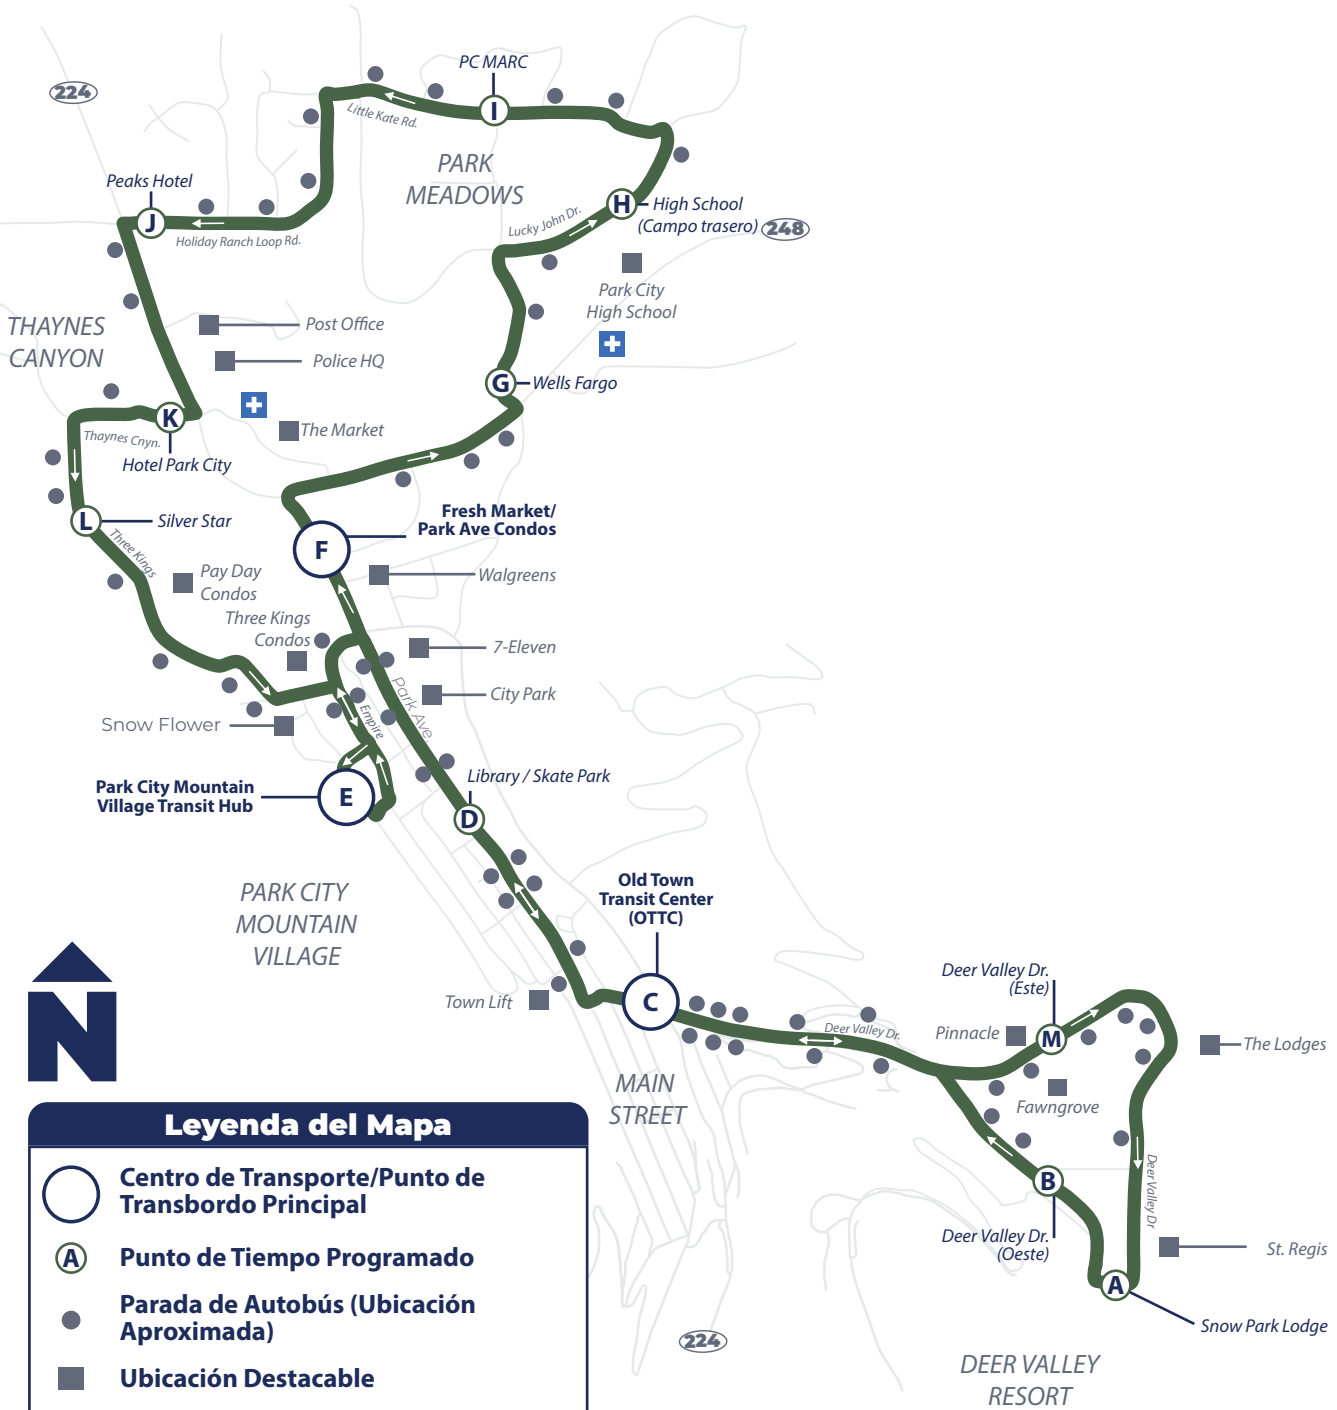 PC MARC
224
I
Little Kate Rd.
PARK
MEADOWS
Peaks Hotel
J
Holiday Ranch Loop Rd.
H
High School
(Campo trasero)
248
Lucky John Dr.
Park City
High School
THAYNES
CANYON
Post Office
Police HQ
G
Wells Fargo
K
Thaynes Cnyn.
The Market
Hotel Park City
L
Silver Star
Three Kings
Fresh Market/
Park Ave Condos
F
Pay Day
Condos
Walgreens
Three Kings
Condos
7-Eleven
City Park
Park Ave.
Empire
Snow Flower
Park City Mountain
Village Transit Hub
E
Library / Skate Park
D
PARK CITY
MOUNTAIN
VILLAGE
Old Town
Transit Center
(OTTC)
N
Town Lift
C
Deer Valley Dr.
Deer Valley Dr.
(Este)
Pinnacle
M
The Lodges
Fawngrove
MAIN
STREET
B
Deer Valley Dr
Deer Valley Dr.
(Oeste)
St. Regis
A
Snow Park Lodge
224
DEER VALLEY
RESORT
Leyenda del Mapa
Centro de Transporte/Punto de
Transbordo Principal
A
Punto de Tiempo Programado
Parada de Autobús (Ubicación
Aproximada)
Ubicación Destacable